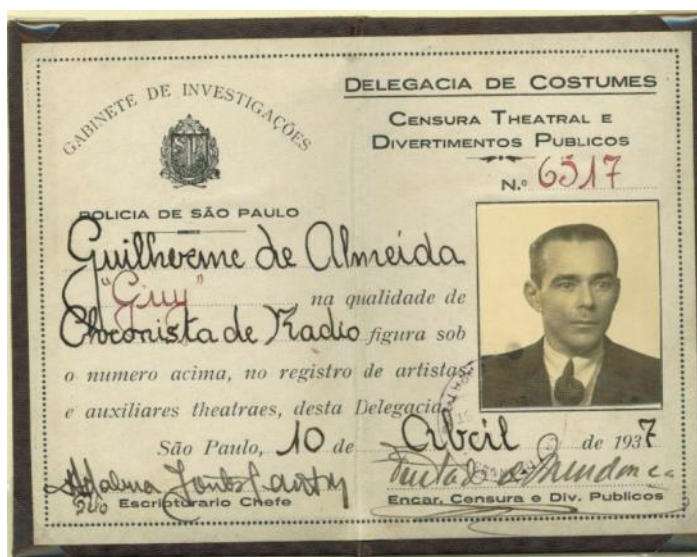 GABINETE DE INVESTIGAÇÕES
POLICIA DE SÃO PAULO
DELEGACIA DE COSTUMES
CENSURA THEATRAL E
DIVERTIMENTOS PUBLICOS
N.º 6517
Guilherme de Almeida
"Guy" na qualidade de
Chronista de Radio figura sob
o numero acima, no registro de artistas
e auxiliares theatraes, desta Delegacia
São Paulo, 10 de Abril de 1937
Escripturario Chefe
Encar. Censura e Div. Publicos